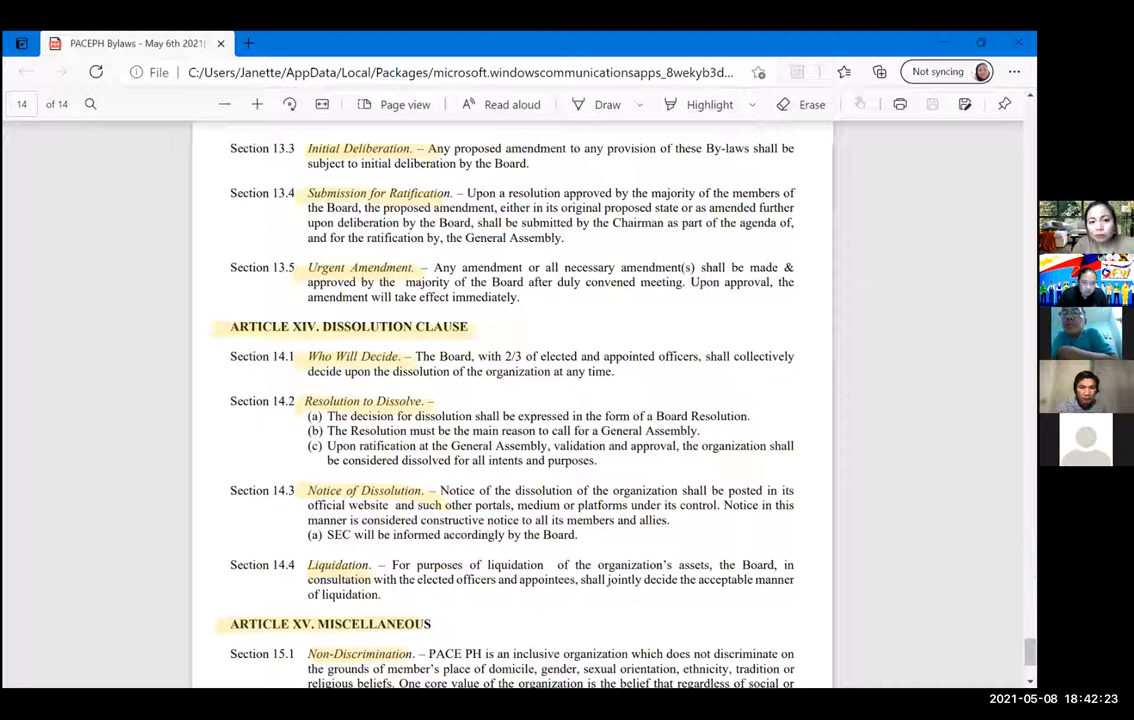 PACEPH Bylaws - May 6th 2021|
File
C:/Users/Janette/AppData/Local/Packages/microsoft.windowscommunicationsapps_8wekyb3d...
Not syncing
14 of 14
Page view
Read aloud
Draw
Highlight
Erase
Section 13.3 Initial Deliberation. – Any proposed amendment to any provision of these By-laws shall be
subject to initial deliberation by the Board.
Section 13.4 Submission for Ratification. – Upon a resolution approved by the majority of the members of
the Board, the proposed amendment, either in its original proposed state or as amended further
upon deliberation by the Board, shall be submitted by the Chairman as part of the agenda of,
and for the ratification by, the General Assembly.
Section 13.5 Urgent Amendment. – Any amendment or all necessary amendment(s) shall be made &
approved by the majority of the Board after duly convened meeting. Upon approval, the
amendment will take effect immediately.
ARTICLE XIV. DISSOLUTION CLAUSE
Section 14.1 Who Will Decide. – The Board, with 2/3 of elected and appointed officers, shall collectively
decide upon the dissolution of the organization at any time.
Section 14.2 Resolution to Dissolve. –
(a) The decision for dissolution shall be expressed in the form of a Board Resolution.
(b) The Resolution must be the main reason to call for a General Assembly.
(c) Upon ratification at the General Assembly, validation and approval, the organization shall
be considered dissolved for all intents and purposes.
Section 14.3 Notice of Dissolution. – Notice of the dissolution of the organization shall be posted in its
official website and such other portals, medium or platforms under its control. Notice in this
manner is considered constructive notice to all its members and allies.
(a) SEC will be informed accordingly by the Board.
Section 14.4 Liquidation. – For purposes of liquidation of the organization's assets, the Board, in
consultation with the elected officers and appointees, shall jointly decide the acceptable manner
of liquidation.
ARTICLE XV. MISCELLANEOUS
Section 15.1 Non-Discrimination. – PACE PH is an inclusive organization which does not discriminate on
the grounds of member's place of domicile, gender, sexual orientation, ethnicity, tradition or
religious beliefs. One core value of the organization is the belief that regardless of social or
2021-05-08 18:42:23